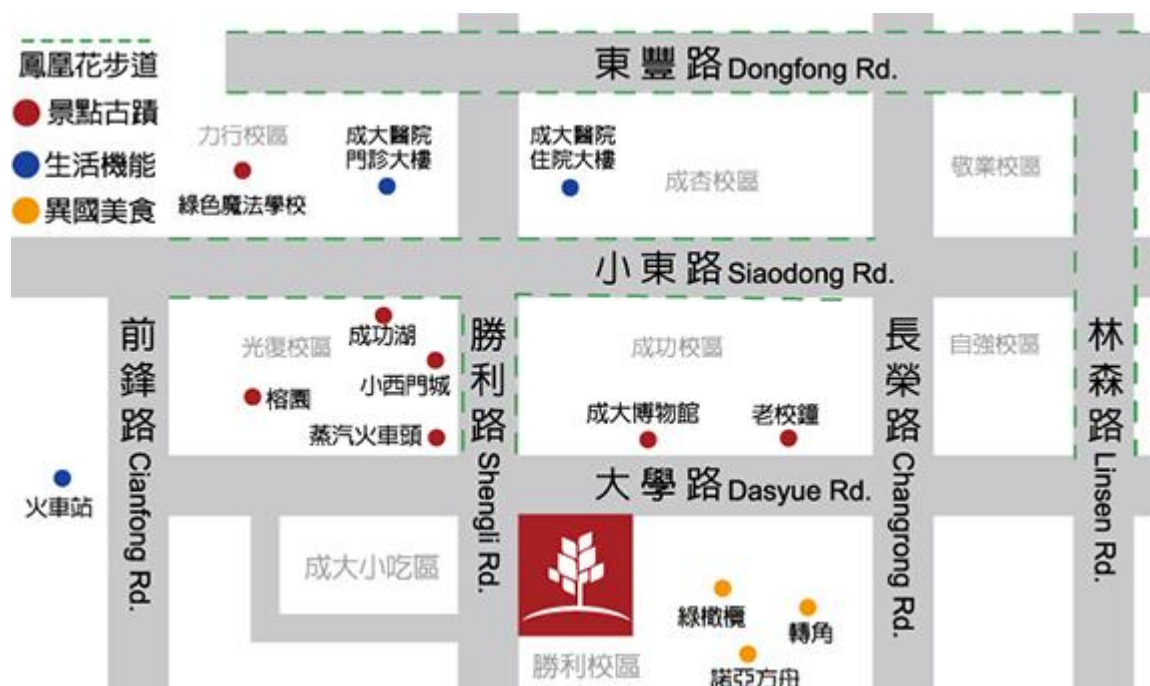 鳳凰花步道
景點古蹟
生活機能
異國美食
東豐路 Dongfong Rd.
力行校區
綠色魔法學校
成大醫院
門診大樓
成大醫院
住院大樓
成杏校區
敬業校區
小東路 Siaodong Rd.
前鋒路 Cianfong Rd.
光復校區
成功湖
小西門城
榕園
蒸汽火車頭
勝利路 Shengli Rd.
成功校區
成大博物館
老校鐘
長榮路 Changrong Rd.
自強校區
林森路 Linsen Rd.
火車站
大學路 Dasyue Rd.
成大小吃區
勝利校區
綠橄欖
轉角
諾亞方舟